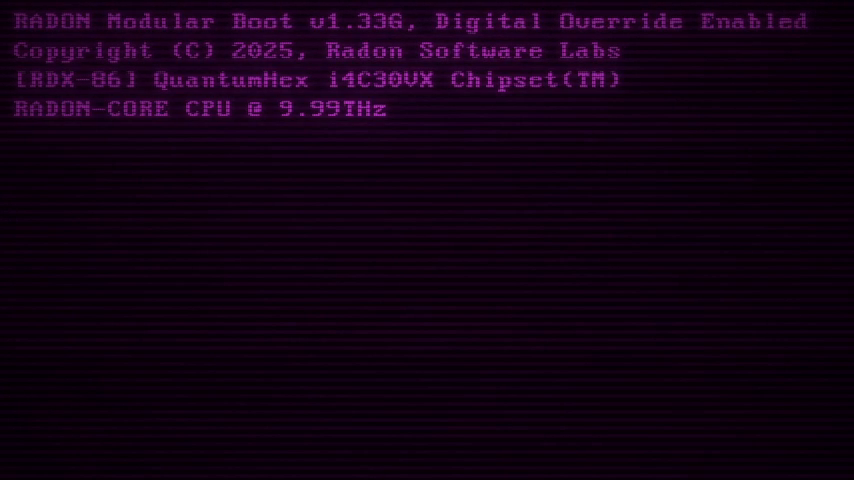 RADON Modular Boot v1.33G, Digital Override Enabled
Copyright (C) 2025, Radon Software Labs
[RDX-86] QuantumHex i4C30VX Chipset(TM)
RADON-CORE CPU @ 9.99THz